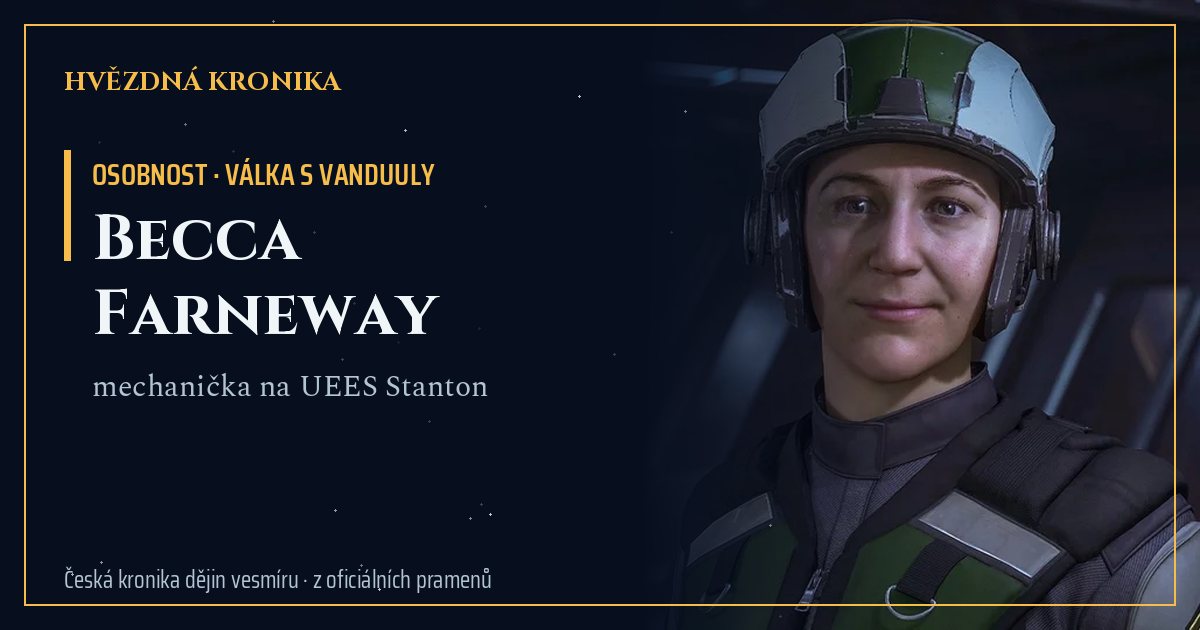 HVĚZDNÁ KRONIKA
OSOBNOST · VÁLKA S VANDUULY
BECCA
FARNEWAY
mechanička na UEES Stanton
Česká kronika dějin vesmíru · z oficiálních pramenů